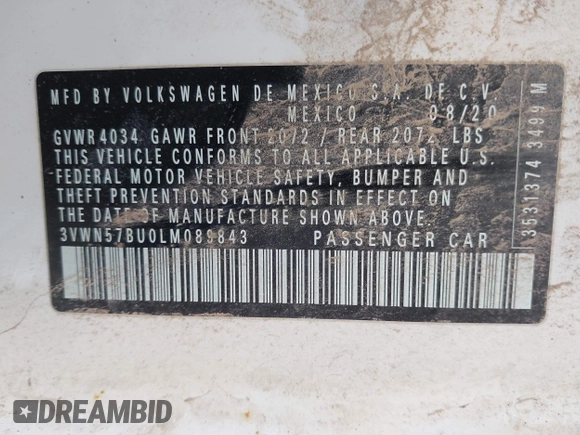 MFD BY VOLKSWAGEN DE MEXICO S.A. DE C.V.
MEXICO 08/20
GVWR 4034 GAWR FRONT 2072 / REAR 2072 LBS
THIS VEHICLE CONFORMS TO ALL APPLICABLE U.S.
FEDERAL MOTOR VEHICLE SAFETY, BUMPER AND
THEFT PREVENTION STANDARDS IN EFFECT ON
THE DATE OF MANUFACTURE SHOWN ABOVE.
3VWN57BU0LM089843 PASSENGER CAR
3531374 3499 M
DREAMBID